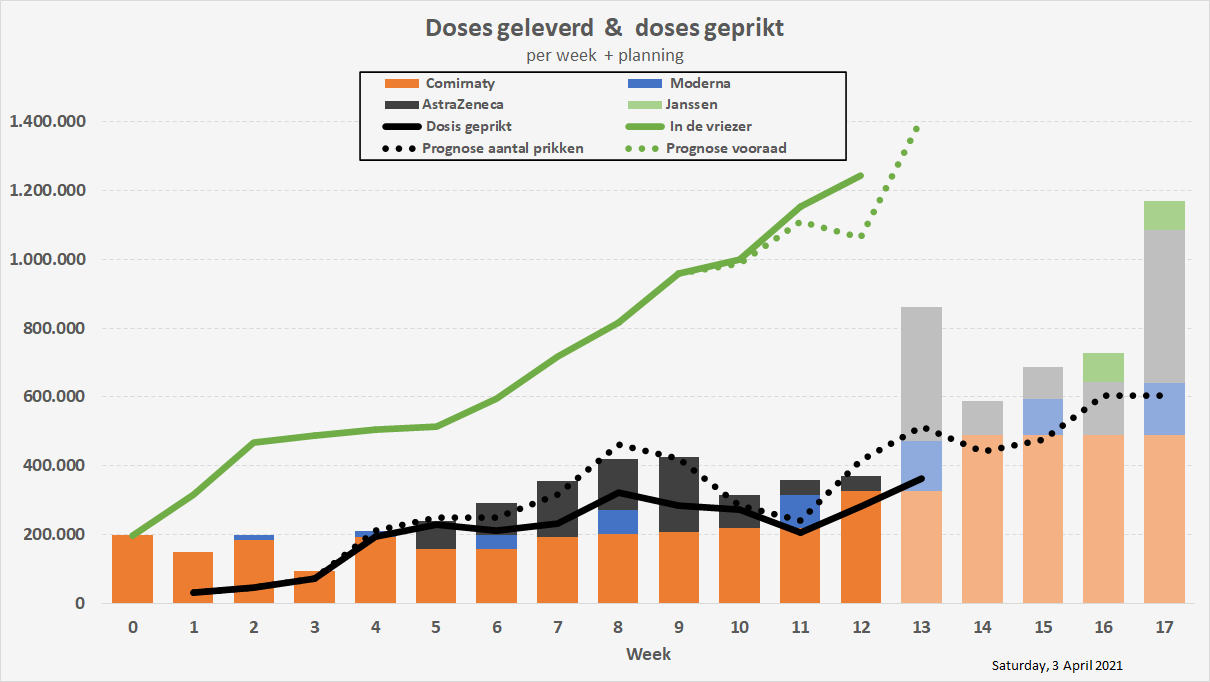 Doses geleverd & doses geprikt
per week + planning
Comirnaty Moderna
AstraZeneca Janssen
Dosis geprikt In de vriezer
Prognose aantal prikken Prognose vooraad
1.400.000
1.200.000
1.000.000
800.000
600.000
400.000
200.000
0
0 1 2 3 4 5 6 7 8 9 10 11 12 13 14 15 16 17
Week
Saturday, 3 April 2021